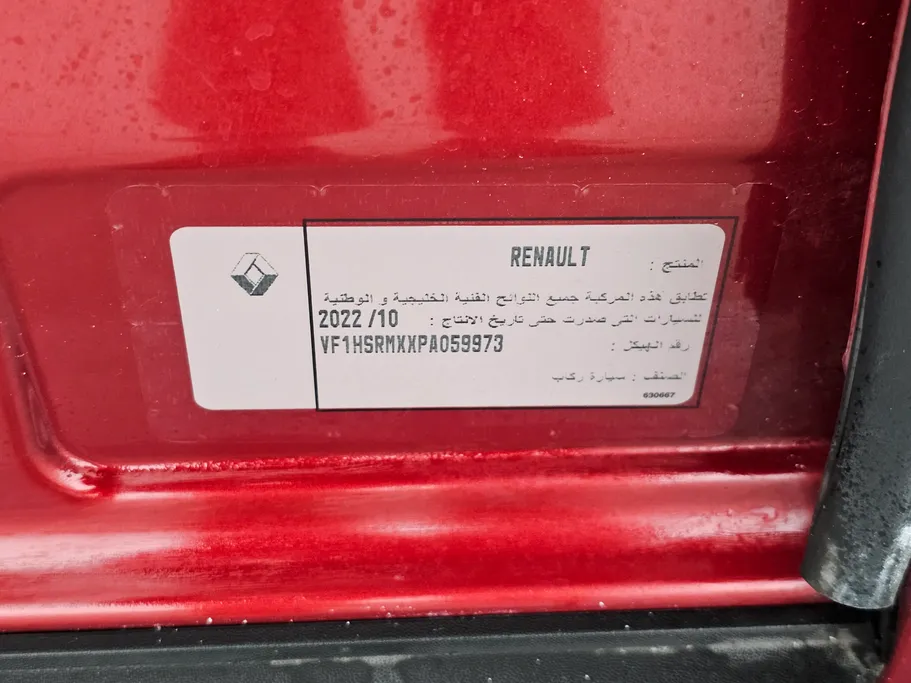 المنتج : RENAULT
تطابق هذه المركبة جميع اللوائح الفنية الخليجية و الوطنية
للسيارات التى صدرت حتى تاريخ الانتاج : 2022/10
رقم الهيكل : VF1HSRMXXPA059973
الصنف : سيارة ركاب
630667